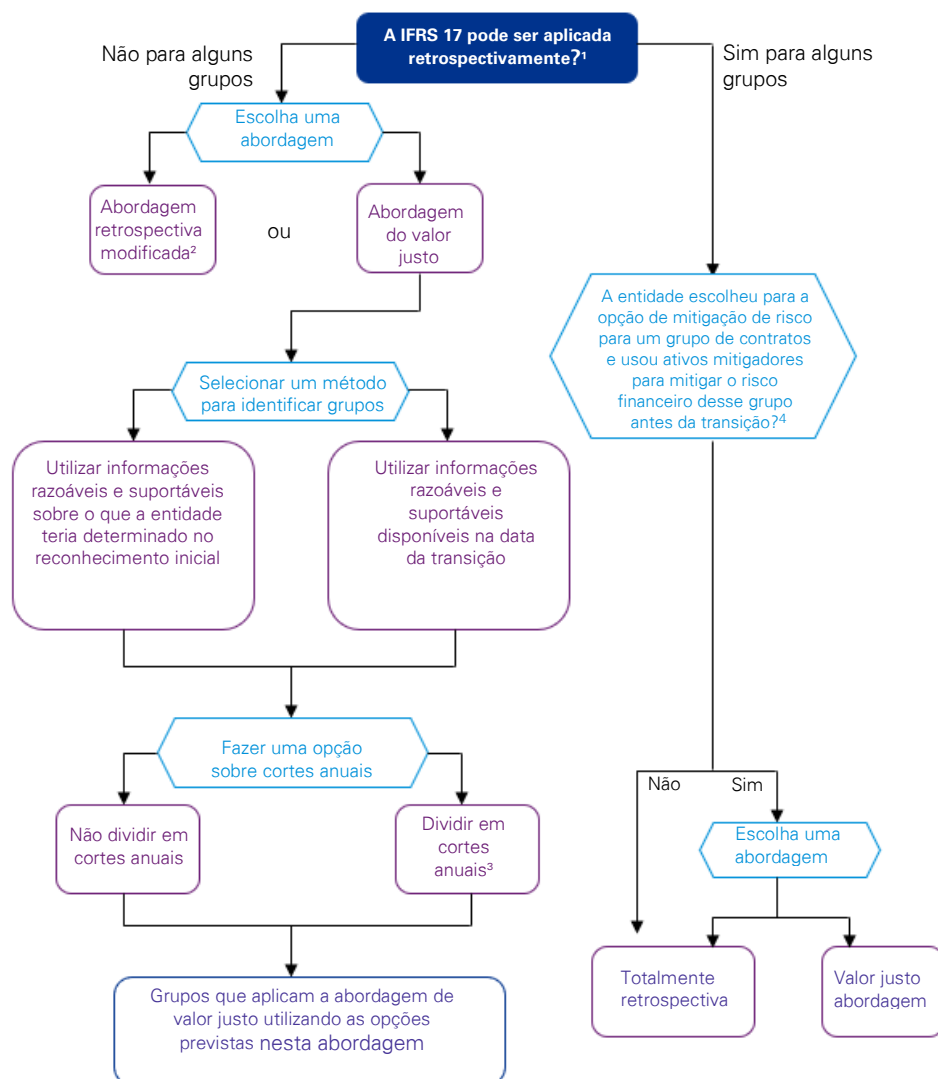 A IFRS 17 pode ser aplicada
retrospectivamente?¹
Não para alguns
grupos
Sim para alguns
grupos
Escolha uma
abordagem
Abordagem
retrospectiva
modificada²
ou
Abordagem
do valor
justo
A entidade escolheu para a
opção de mitigação de risco
para um grupo de contratos
e usou ativos mitigadores
para mitigar o risco
financeiro desse grupo
antes da transição?⁴
Selecionar um método
para identificar grupos
Utilizar informações
razoáveis e suportáveis
sobre o que a entidade
teria determinado no
reconhecimento inicial
Utilizar informações
razoáveis e
suportáveis
disponíveis na data
da transição
Fazer uma opção
sobre cortes anuais
Não dividir em
cortes anuais
Dividir em
cortes
anuais³
Não
Sim
Escolha uma
abordagem
Totalmente
retrospectiva
Valor justo
abordagem
Grupos que aplicam a abordagem de
valor justo utilizando as opções
previstas nesta abordagem